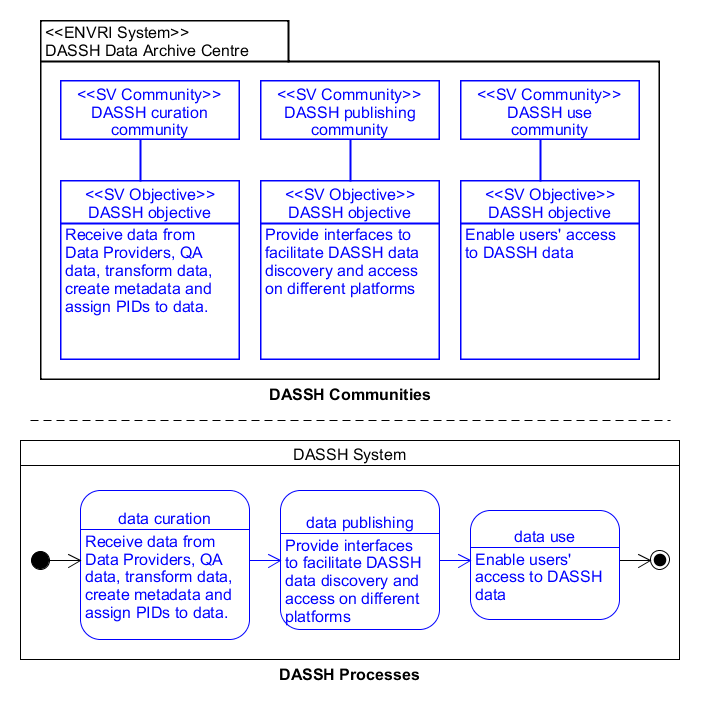 <<ENVRI System>>
DASSH Data Archive Centre
<<SV Community>>
DASSH curation
community
<<SV Community>>
DASSH publishing
community
<<SV Community>>
DASSH use
community
<<SV Objective>>
DASSH objective
Receive data from
Data Providers, QA
data, transform data,
create metadata and
assign PIDs to data.
<<SV Objective>>
DASSH objective
Provide interfaces to
facilitate DASSH data
discovery and access
on different platforms
<<SV Objective>>
DASSH objective
Enable users' access
to DASSH data
DASSH Communities
DASSH System
data curation
Receive data from
Data Providers, QA
data, transform data,
create metadata and
assign PIDs to data.
data publishing
Provide interfaces
to facilitate DASSH
data discovery and
access on different
platforms
data use
Enable users'
access to DASSH
data
DASSH Processes